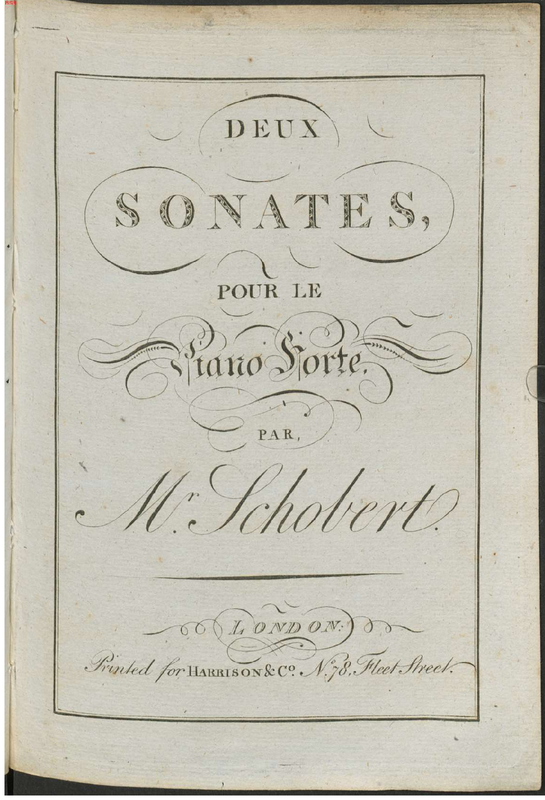 DEUX
SONATES,
POUR LE
Piano Forte.
PAR,
Mr. Schobert.
LONDON:
Printed for HARRISON & Co. No. 78, Fleet Street.